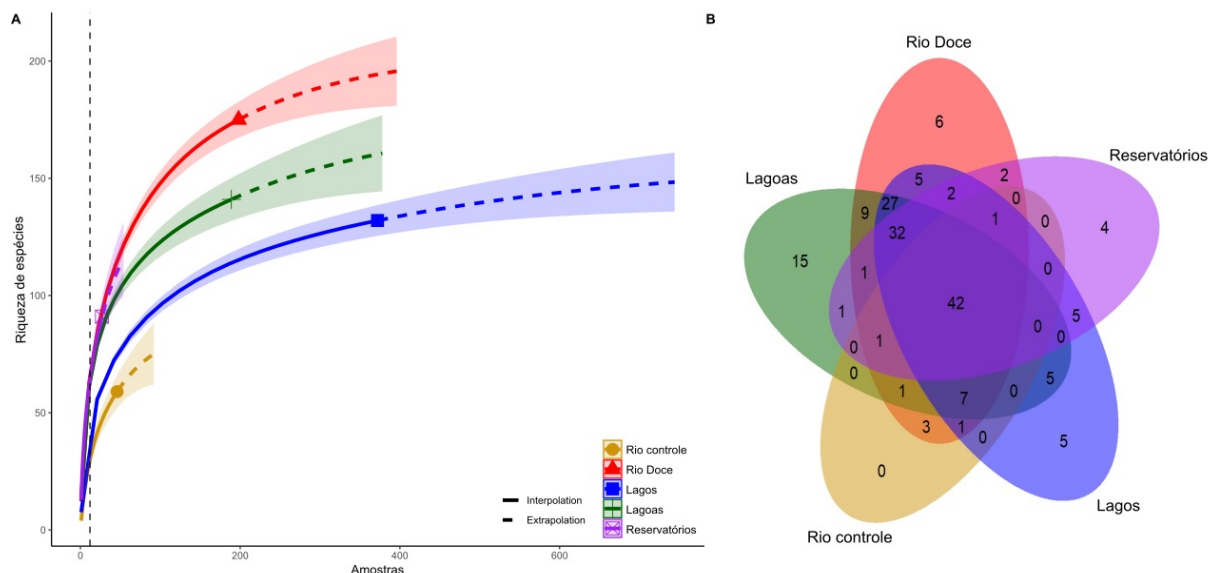 A
Riqueza de espécies
200
150
100
50
0
0
200
400
600
Amostras
Interpolation
Extrapolation
Rio controle
Rio Doce
Lagos
Lagoas
Reservatórios
B
Rio Doce
Reservatórios
Lagoas
Lagos
Rio controle
6
5
2
2
0
27
9
1
0
4
32
15
1
0
42
1
5
0
1
0
0
0
5
1
7
0
3
1
0
5
0